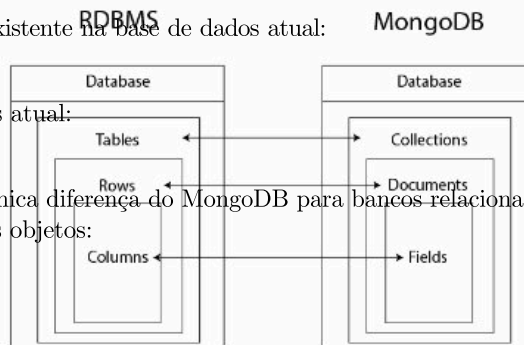 RDBMS
MongoDB
xistente na base de dados atual:
Database
Database
s atual:
Tables
Collections
Rows
Documents
nica diferença do MongoDB para bancos relaciona
s objetos:
Columns
Fields